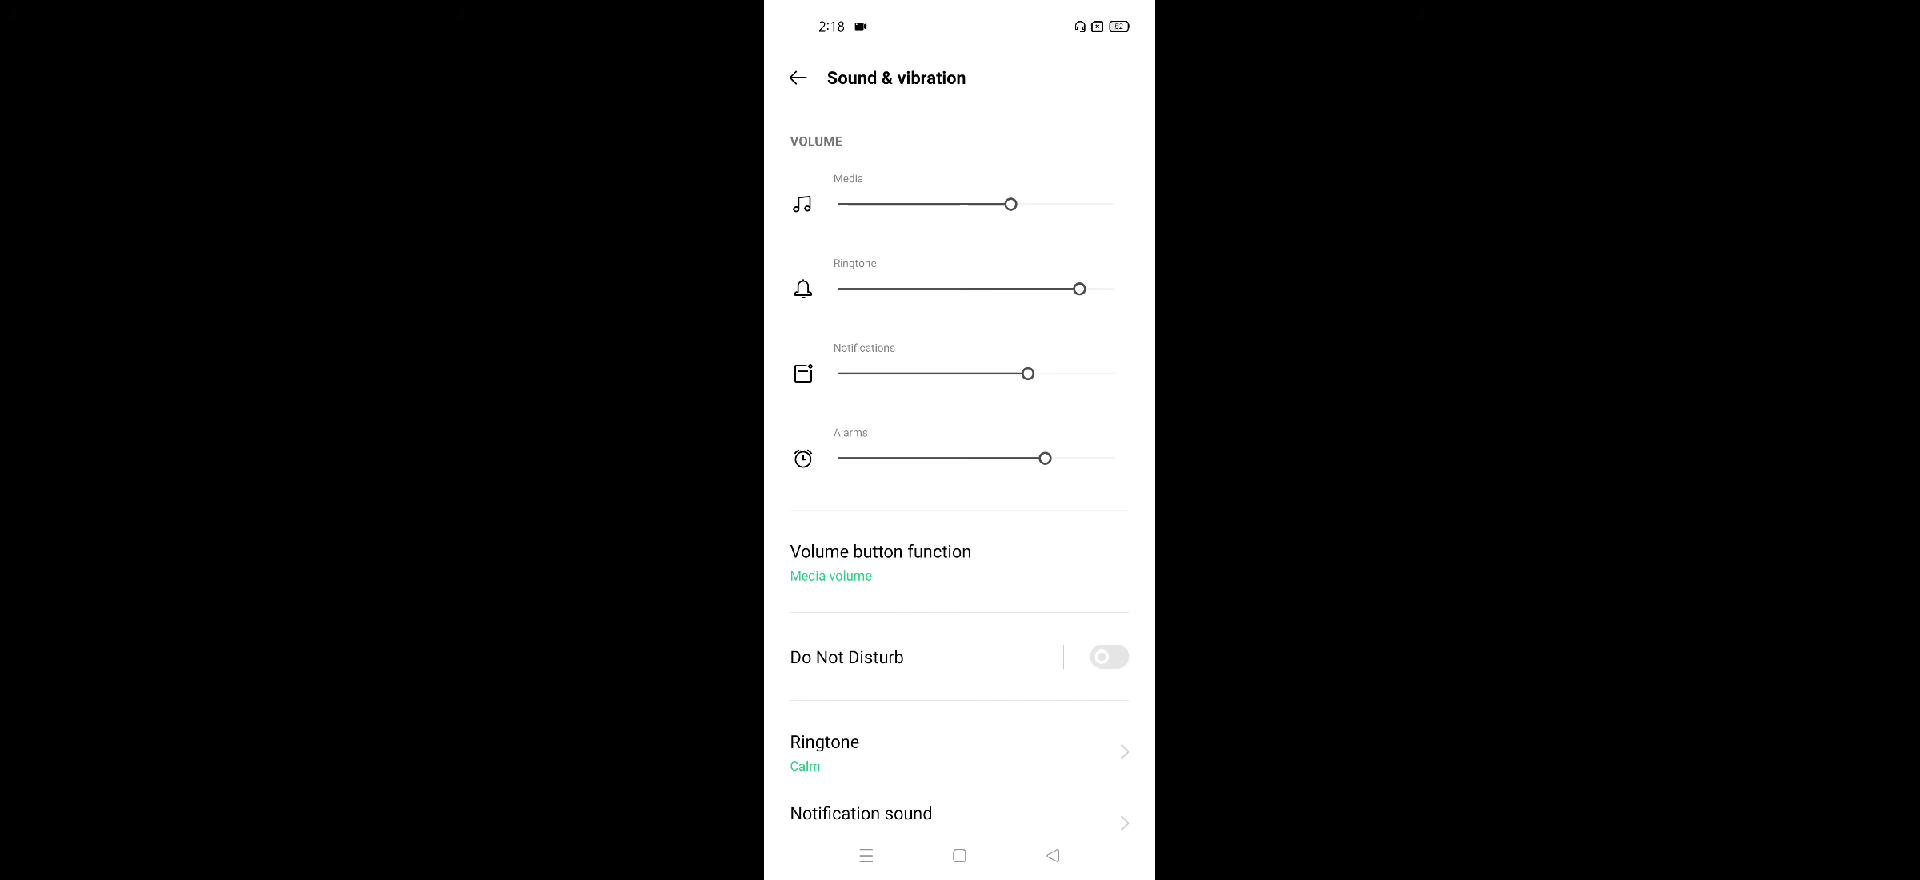 2:18
62
Sound & vibration
VOLUME
Media
Ringtone
Notifications
Alarms
Volume button function
Media volume
Do Not Disturb
Ringtone
Calm
Notification sound